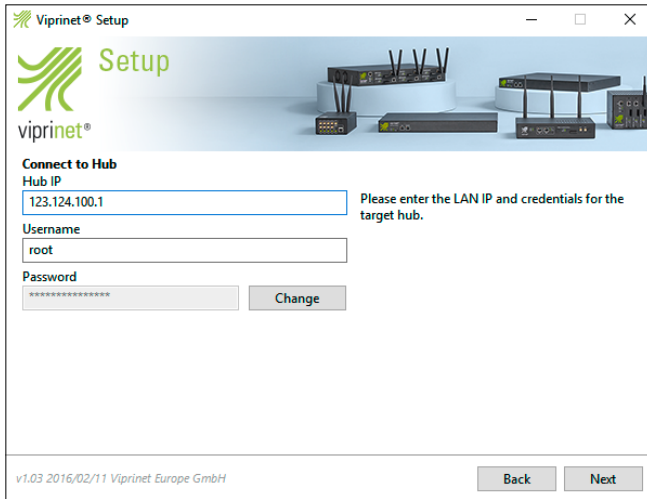 Viprinet® Setup
Setup
viprinet®
Connect to Hub
Hub IP
123.124.100.1
Please enter the LAN IP and credentials for the
target hub.
Username
root
Password
***************
Change
v1.03 2016/02/11 Viprinet Europe GmbH
Back
Next